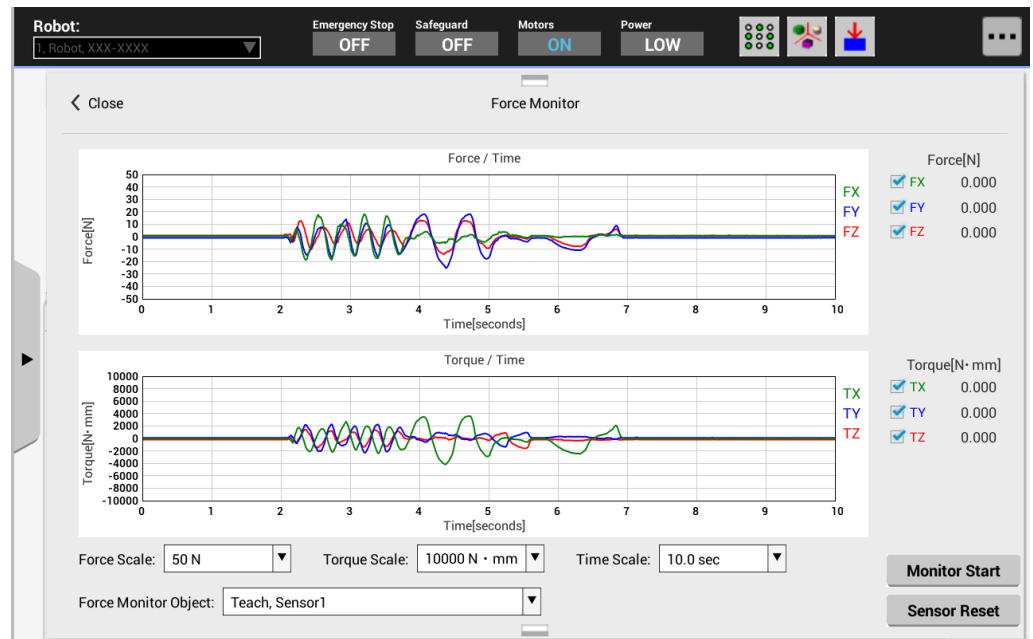 Robot:
1, Robot, XXX-XXXX
Emergency Stop
OFF
Safeguard
OFF
Motors
ON
Power
LOW
Close
Force Monitor
Force / Time
Force[N]
50
40
30
20
10
0
-10
-20
-30
-40
-50
0 1 2 3 4 5 6 7 8 9 10
Time[seconds]
FX
FY
FZ
Force[N]
FX 0.000
FY 0.000
FZ 0.000
Torque / Time
Torque[N· mm]
10000
8000
6000
4000
2000
0
-2000
-4000
-6000
-8000
-10000
0 1 2 3 4 5 6 7 8 9 10
Time[seconds]
TX
TY
TZ
Torque[N· mm]
TX 0.000
TY 0.000
TZ 0.000
Force Scale: 50 N Torque Scale: 10000 N · mm Time Scale: 10.0 sec
Force Monitor Object: Teach, Sensor1
Monitor Start
Sensor Reset